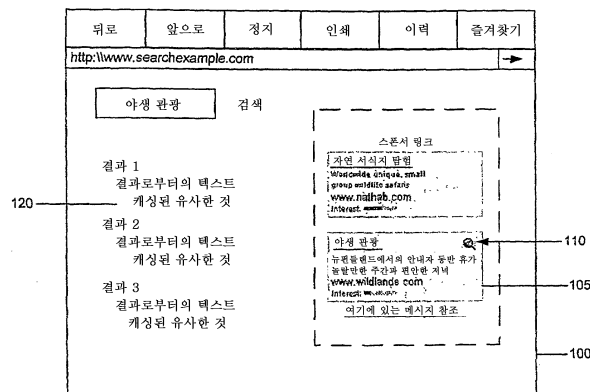 뒤로 앞으로 정지 인쇄 이력 즐겨찾기
http:\\www.searchexample.com
야생 관광 검색
결과 1
결과로부터의 텍스트
캐싱된 유사한 것
결과 2
결과로부터의 텍스트
캐싱된 유사한 것
결과 3
결과로부터의 텍스트
캐싱된 유사한 것
120
스폰서 링크
자연 서식지 탐험
Worldwide unique, small
group wildlife safaris
www.nathab.com
Interest:
야생 관광
뉴펀들랜드에서의 안내자 동반 휴가
놀랄만한 주간과 편안한 저녁
www.wildlands com
Interest:
여기에 있는 메시지 참조
110
105
100